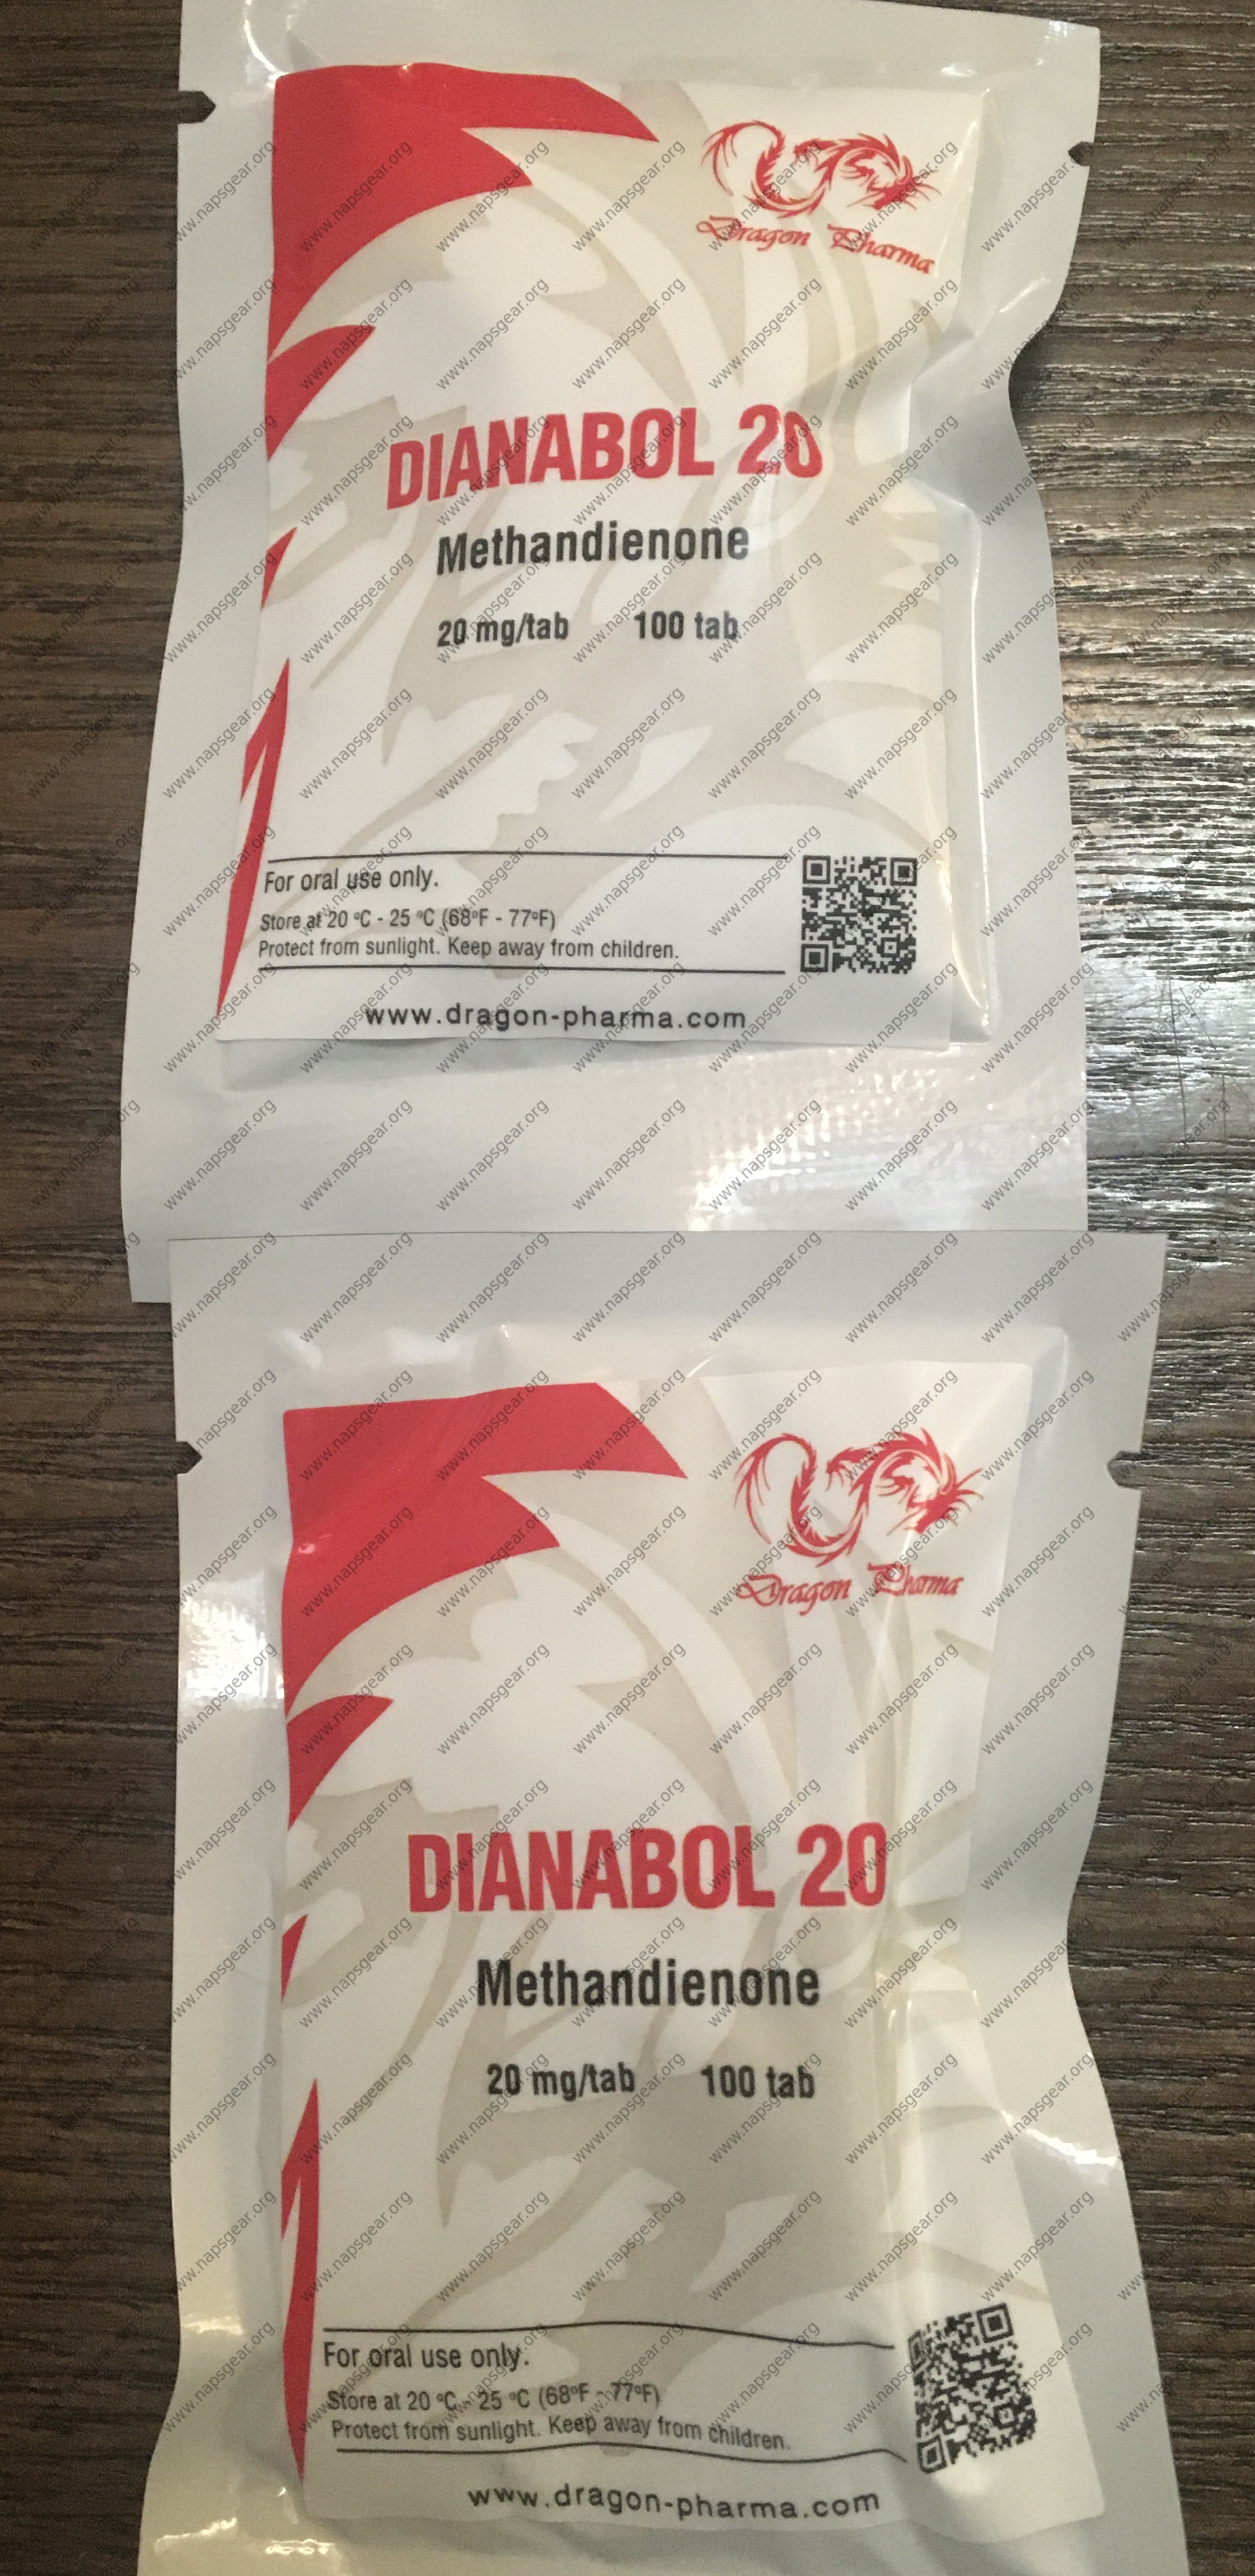 Dragon Pharma
DIANABOL 20
Methandienone
20 mg/tab 100 tab
For oral use only.
Store at 20 °C - 25 °C (68°F - 77°F)
Protect from sunlight. Keep away from children.
www.dragon-pharma.com
Dragon Pharma
DIANABOL 20
Methandienone
20 mg/tab 100 tab
For oral use only.
Store at 20 °C - 25 °C (68°F - 77°F)
Protect from sunlight. Keep away from children.
www.dragon-pharma.com
www.napsgear.org